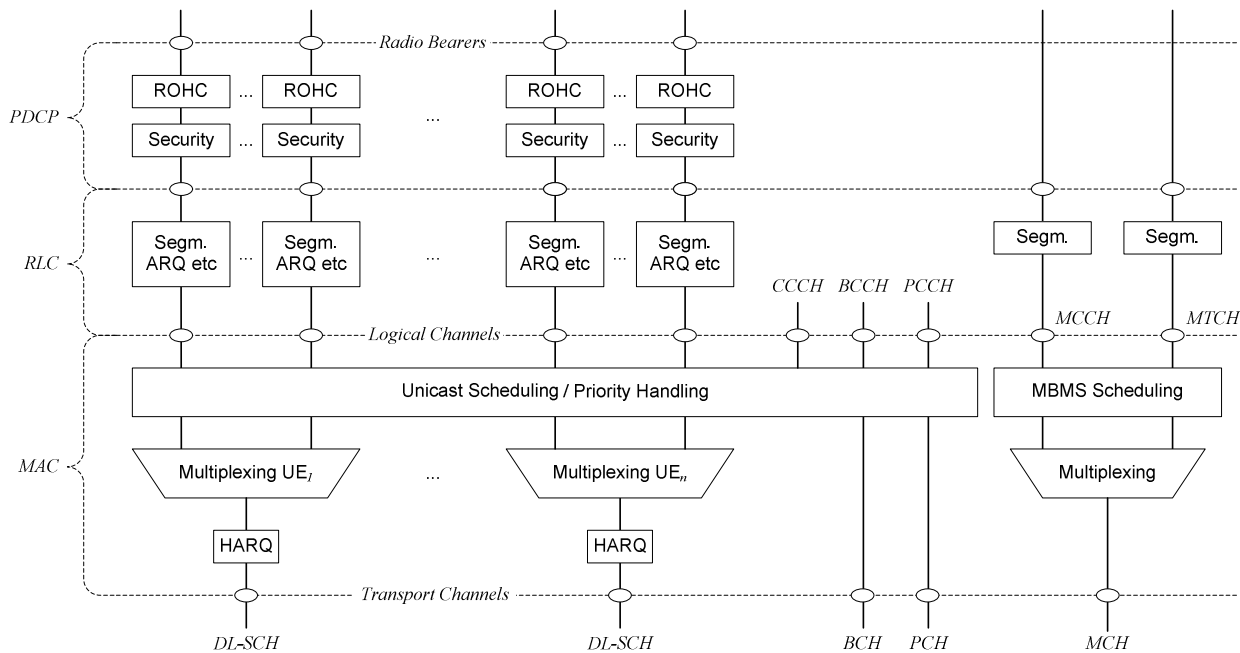 Radio Bearers
ROHC ... ROHC ROHC ... ROHC
PDCP
...
Security ... Security Security ... Security
Segm. Segm. Segm. Segm. Segm. Segm.
ARQ etc ... ARQ etc ... ARQ etc ... ARQ etc
RLC
CCCH BCCH PCCH
MCCH MTCH
Logical Channels
Unicast Scheduling / Priority Handling MBMS Scheduling
MAC
Multiplexing UE1 ... Multiplexing UEn Multiplexing
HARQ HARQ
Transport Channels
DL-SCH DL-SCH BCH PCH MCH